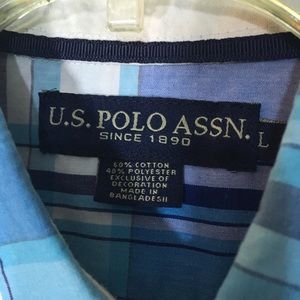 U.S. POLO ASSN.
SINCE 1890
L
60% COTTON
40% POLYESTER
EXCLUSIVE OF
DECORATION
MADE IN
BANGLADESH